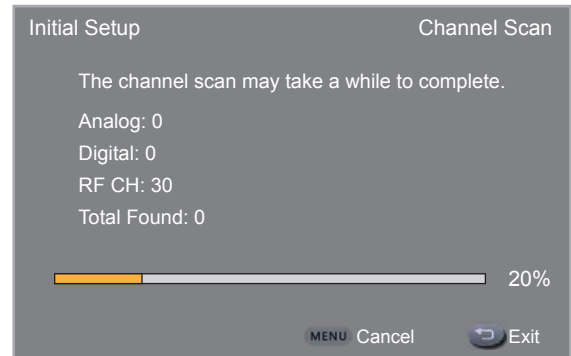 Initial Setup Channel Scan
The channel scan may take a while to complete.
Analog: 0
Digital: 0
RF CH: 30
Total Found: 0
20%
MENU Cancel Exit